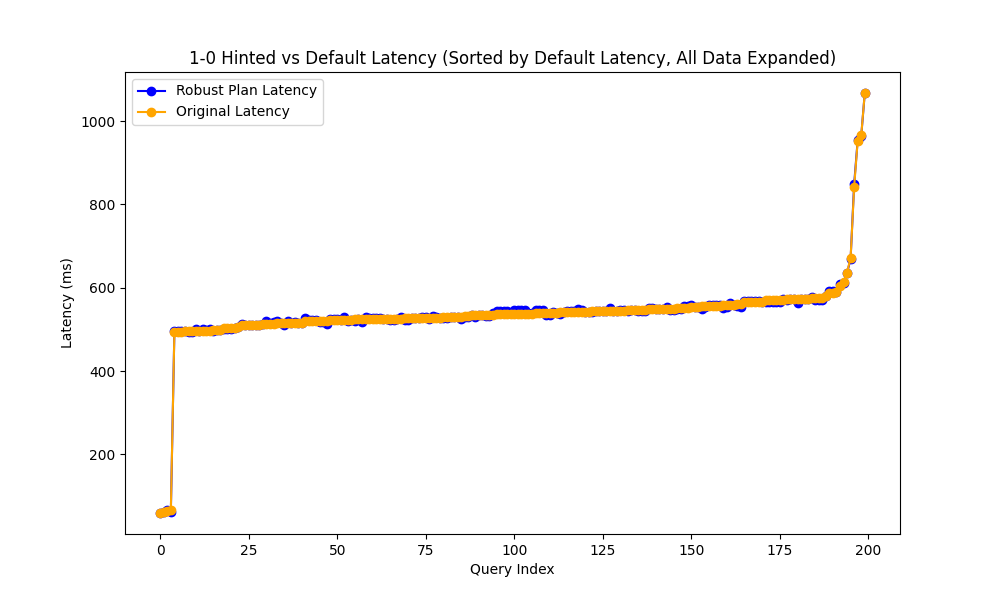 1-0 Hinted vs Default Latency (Sorted by Default Latency, All Data Expanded)
Robust Plan Latency
Original Latency
1000
800
600
400
200
Latency (ms)
0 25 50 75 100 125 150 175 200
Query Index